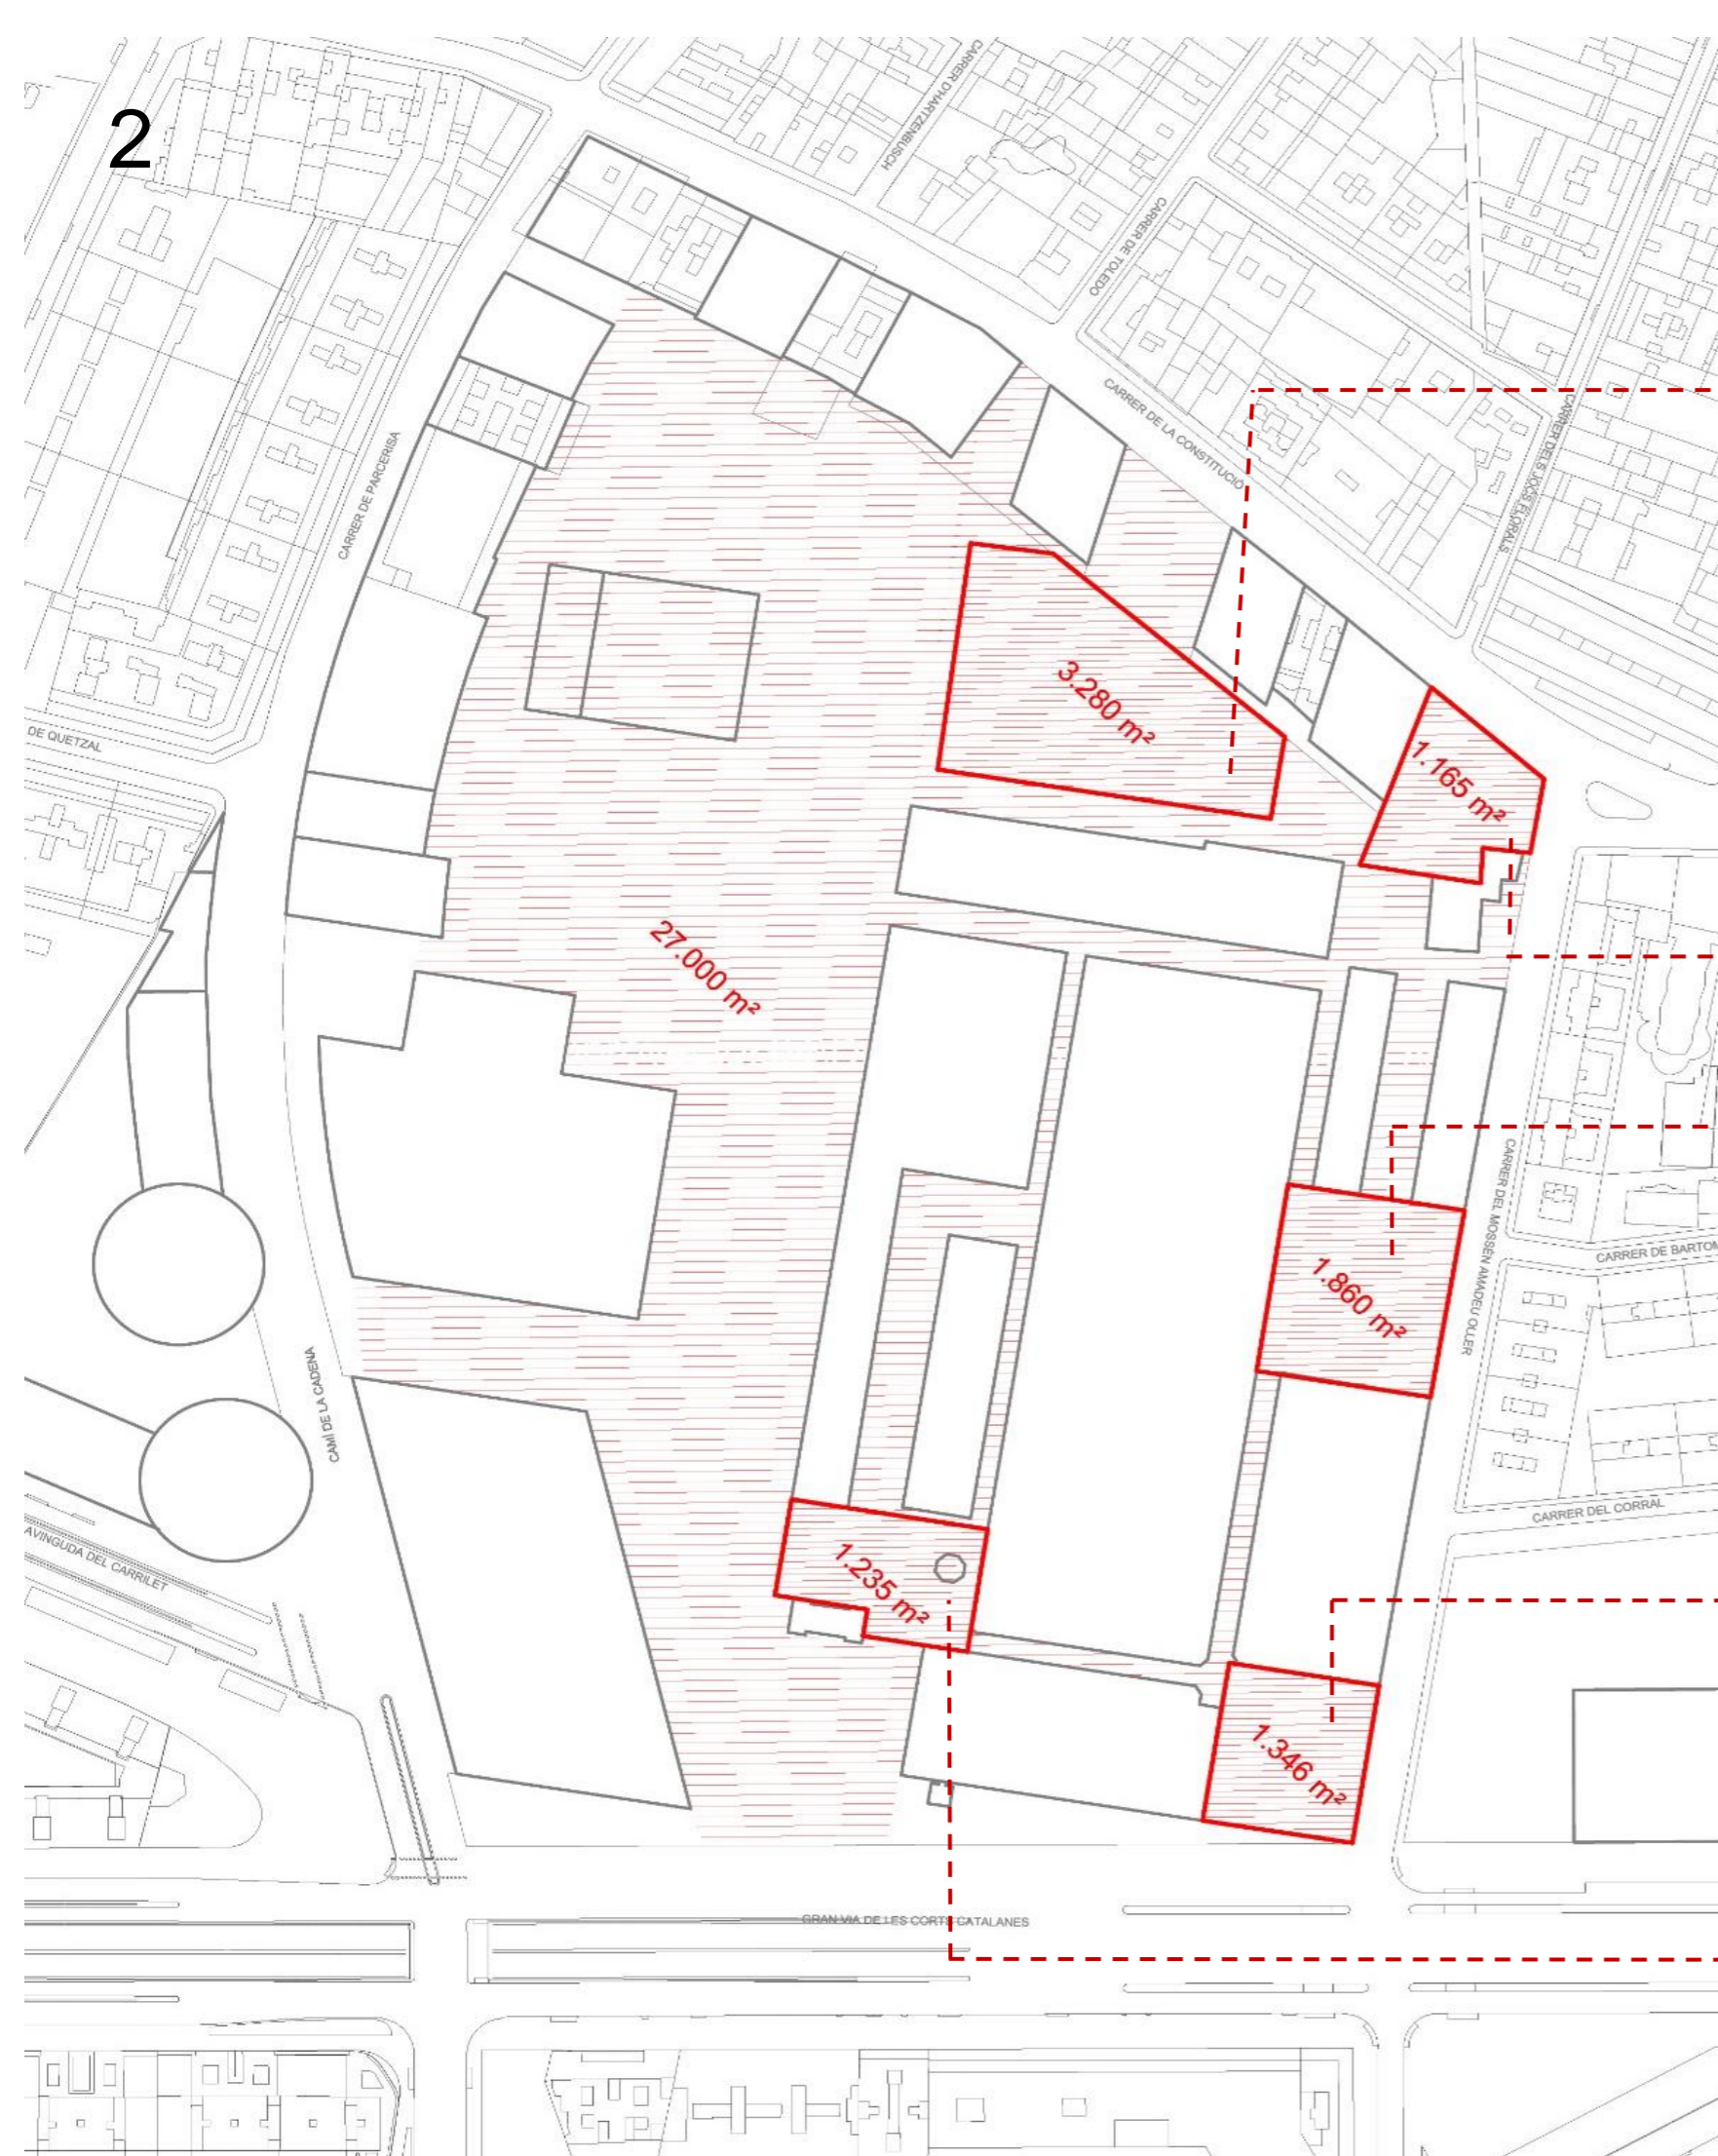 2
CARRER D'HARTZENBUSCH
CARRER DE TOLEDO
CARRER DE LA CONSTITUCIÓ
CARRER DELS JOCS FLORALS
CARRER DE PARCERISA
3.280 m²
DE QUETZAL
1.165 m²
27.000 m²
CARRER DEL MOSSÈN AMADEU OLLER
CARRER DE BARTOM
1.860 m²
CAMÍ DE LA CADENA
CARRER DEL CORRAL
AVINGUDA DEL CARRILET
1.235 m²
1.346 m²
GRAN VIA DE LES CORTS CATALANES